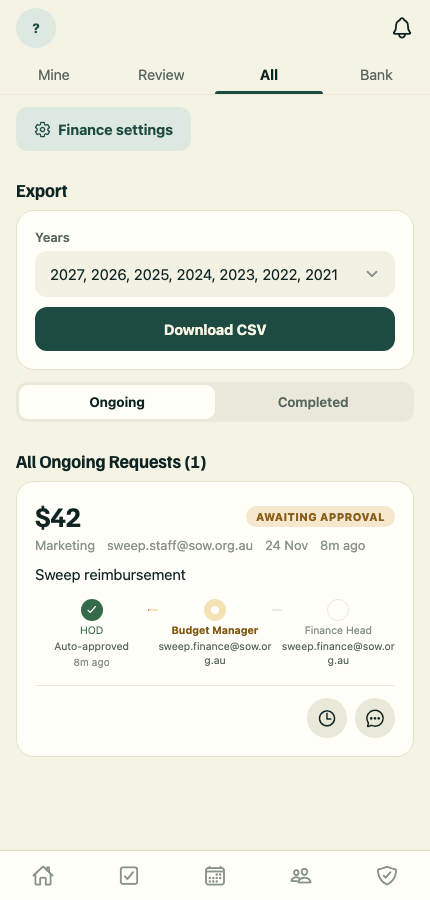 ?
Mine Review All Bank
Finance settings
Export
Years
2027, 2026, 2025, 2024, 2023, 2022, 2021
Download CSV
Ongoing Completed
All Ongoing Requests (1)
$42 AWAITING APPROVAL
Marketing sweep.staff@sow.org.au 24 Nov 8m ago
Sweep reimbursement
HOD Budget Manager Finance Head
Auto-approved sweep.finance@sow.or sweep.finance@sow.or
8m ago g.au g.au